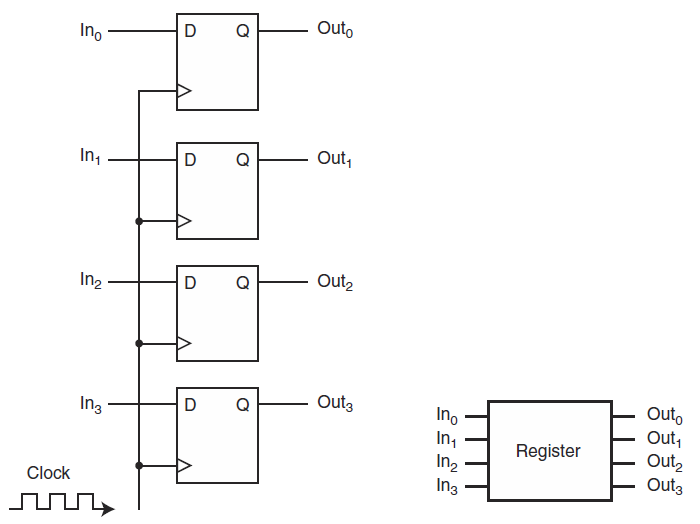 In₀ D Q Out₀
In₁ D Q Out₁
In₂ D Q Out₂
In₃ D Q Out₃
Clock
In₀ Out₀
In₁ Out₁
Register
In₂ Out₂
In₃ Out₃